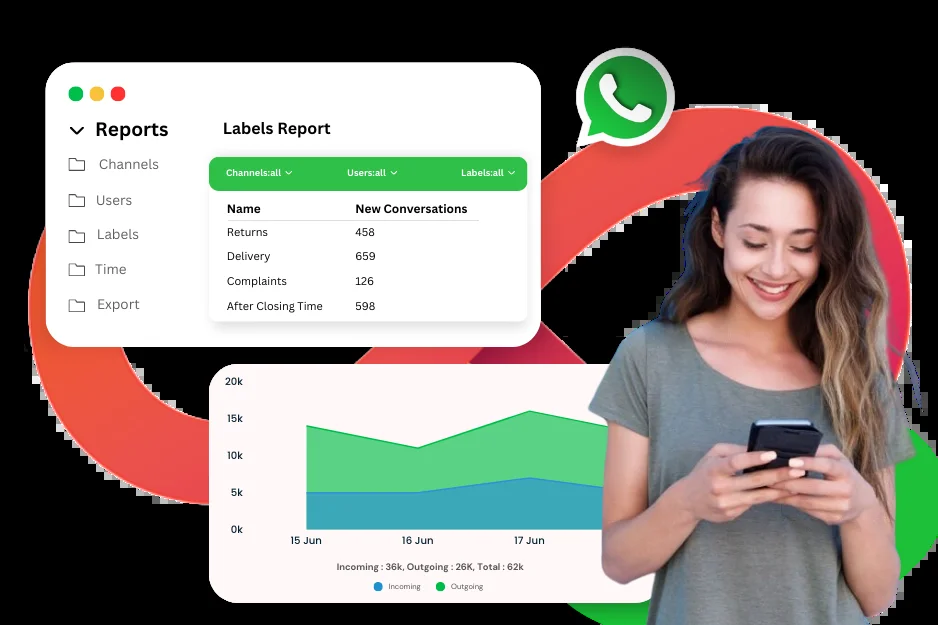 Reports
Channels
Users
Labels
Time
Export
Labels Report
Channels:all Users:all Labels:all
Name New Conversations
Returns 458
Delivery 659
Complaints 126
After Closing Time 598
20k
15k
10k
5k
0k
15 Jun 16 Jun 17 Jun
Incoming : 36k, Outgoing : 26K, Total : 62k
Incoming Outgoing